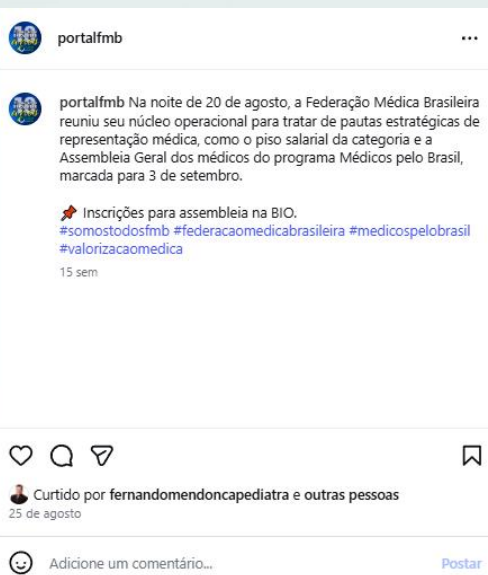 portalfmb
portalfmb Na noite de 20 de agosto, a Federação Médica Brasileira
reuniu seu núcleo operacional para tratar de pautas estratégicas de
representação médica, como o piso salarial da categoria e a
Assembleia Geral dos médicos do programa Médicos pelo Brasil,
marcada para 3 de setembro.
📌 Inscrições para assembleia na BIO.
#somostodosfmb #federacaomedicabrasileira #medicospelobrasil
#valorizacaomedica
15 sem
Curtido por fernandomendoncapediatra e outras pessoas
25 de agosto
Adicione um comentário... Postar